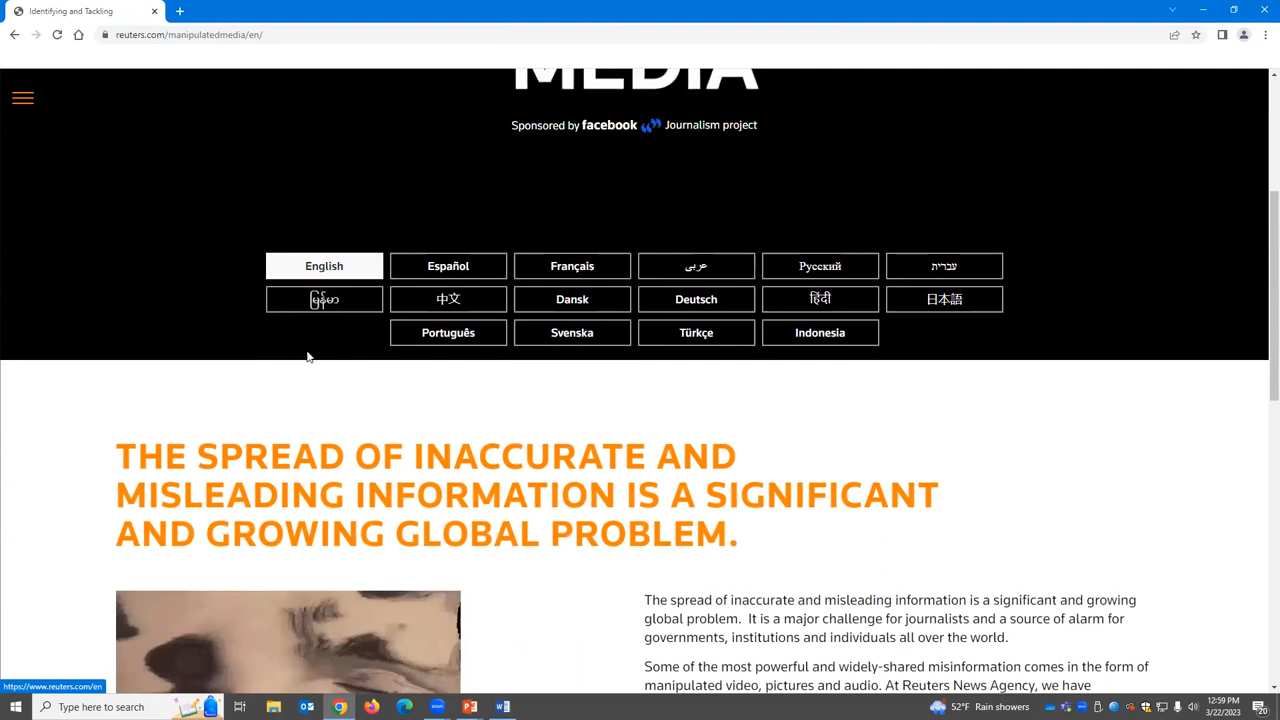 Identifying and Tackling
reuters.com/manipulatedmedia/en/
MEDIA
Sponsored by facebook Journalism project
English Español Français عربى Русский עברית
မြန်မာ 中文 Dansk Deutsch हिंदी 日本語
Português Svenska Türkçe Indonesia
THE SPREAD OF INACCURATE AND
MISLEADING INFORMATION IS A SIGNIFICANT
AND GROWING GLOBAL PROBLEM.
The spread of inaccurate and misleading information is a significant and growing
global problem. It is a major challenge for journalists and a source of alarm for
governments, institutions and individuals all over the world.
Some of the most powerful and widely-shared misinformation comes in the form of
manipulated video, pictures and audio. At Reuters News Agency, we have
https://www.reuters.com/en
Type here to search
52°F Rain showers
12:59 PM
3/22/2023
20